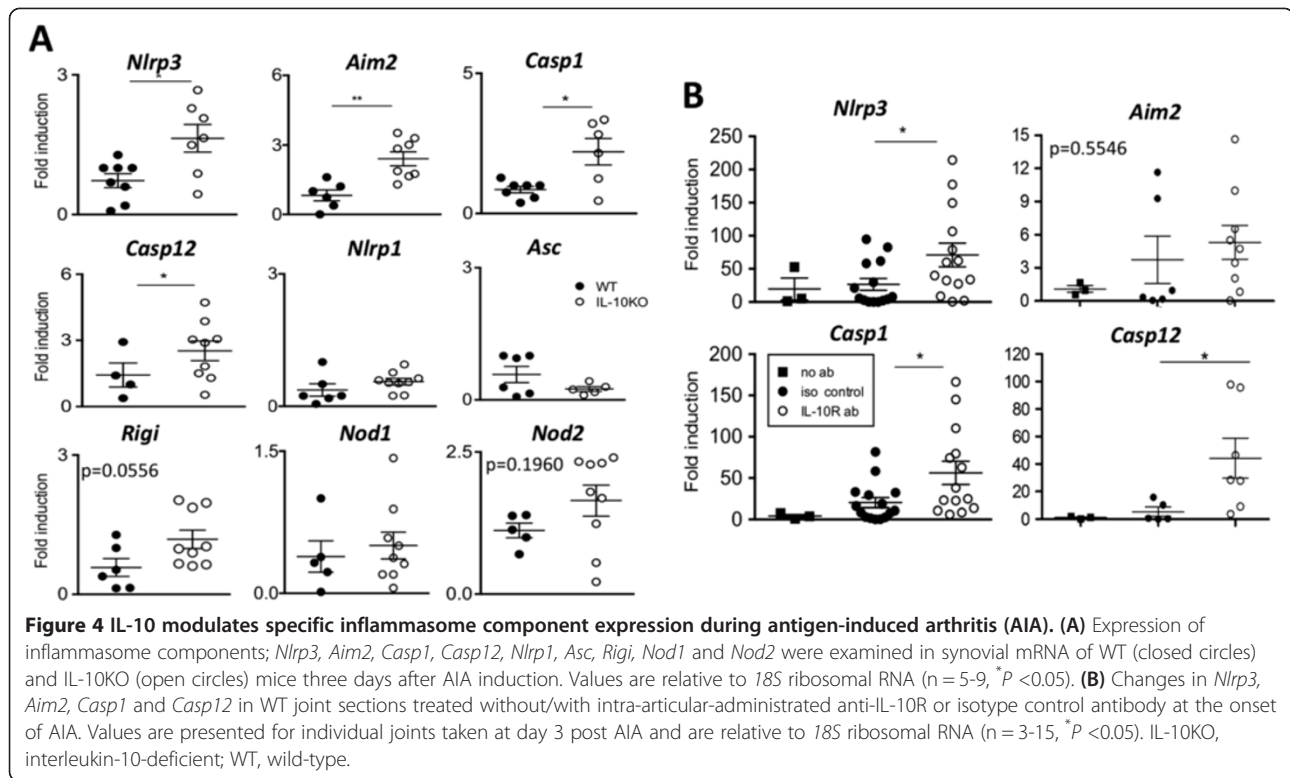 A
Nlrp3 Aim2 Casp1
Fold induction
3
0
*
6
3
0
**
5
0
*
Casp12 Nlrp1 Asc
Fold induction
6
3
0
*
3
0
3
0
WT
IL-10KO
Rigi Nod1 Nod2
Fold induction
3
0
p=0.0556
1.5
0.0
2.5
0.0
p=0.1960
B
Nlrp3 Aim2
Fold induction
250
200
150
100
50
0
*
15
12
9
6
3
0
p=0.5546
Casp1 Casp12
Fold induction
200
150
100
50
0
no ab
iso control
IL-10R ab
*
120
100
80
60
40
20
0
*
Figure 4 IL-10 modulates specific inflammasome component expression during antigen-induced arthritis (AIA). (A) Expression of
inflammasome components; Nlrp3, Aim2, Casp1, Casp12, Nlrp1, Asc, Rigi, Nod1 and Nod2 were examined in synovial mRNA of WT (closed circles)
and IL-10KO (open circles) mice three days after AIA induction. Values are relative to 18S ribosomal RNA (n = 5-9, *P <0.05). (B) Changes in Nlrp3,
Aim2, Casp1 and Casp12 in WT joint sections treated without/with intra-articular-administrated anti-IL-10R or isotype control antibody at the onset
of AIA. Values are presented for individual joints taken at day 3 post AIA and are relative to 18S ribosomal RNA (n = 3-15, *P <0.05). IL-10KO,
interleukin-10-deficient; WT, wild-type.